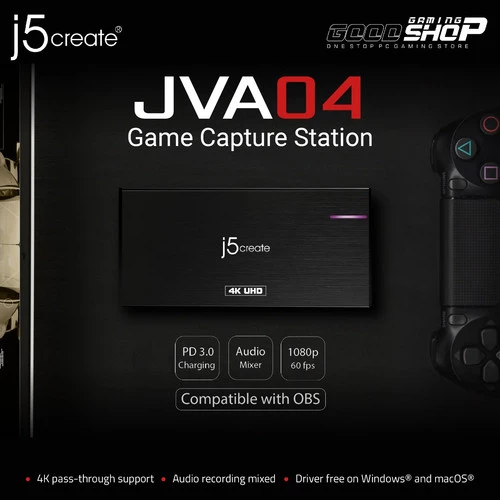 j5create®
GAMING
GOOD SHOP
ONE STOP PC GAMING STORE
JVA04
Game Capture Station
j5create
4K UHD
PD 3.0
Charging
Audio
Mixer
1080p
60 fps
Compatible with OBS
• 4K pass-through support • Audio recording mixed • Driver free on Windows® and macOS®